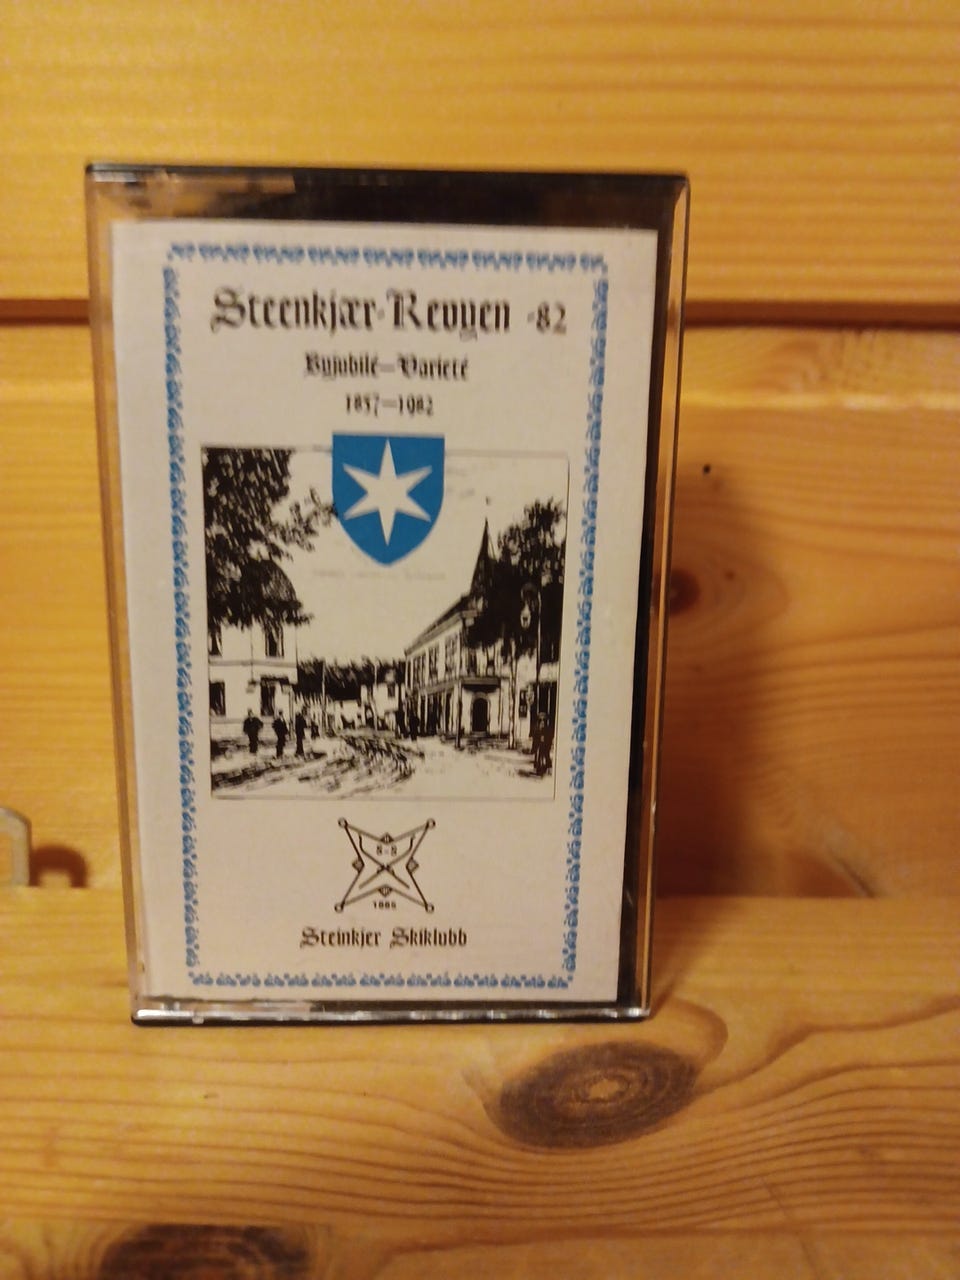 Steenkjær-Revyen -82
Byjubilé—Varieté
1857—1982
S-S
1885
Steinkjer Skiklubb